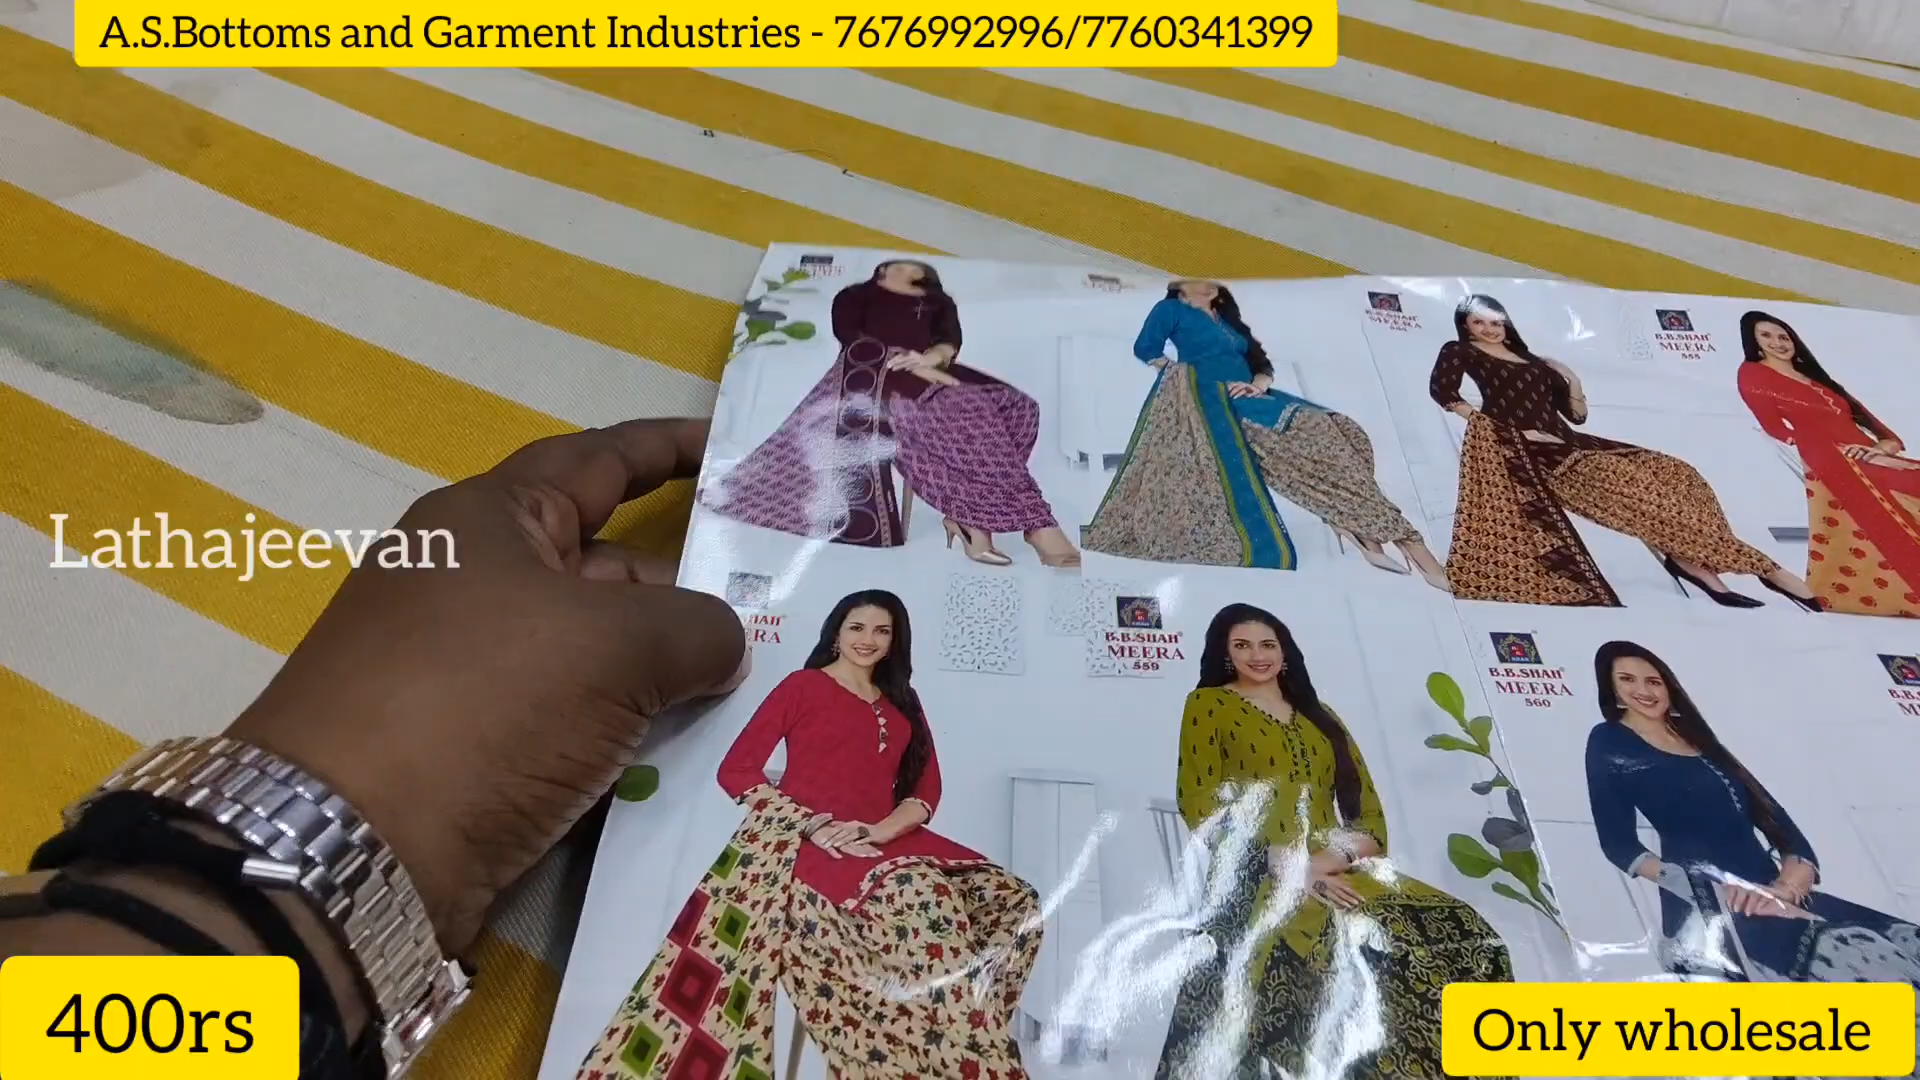 A.S.Bottoms and Garment Industries - 7676992996/7760341399
B.B.SHAH
MEERA
B.B.SHAH
MEERA
555
Lathajeevan
B.B.SHAH
MEERA
559
B.B.SHAH
MEERA
560
400rs
Only wholesale